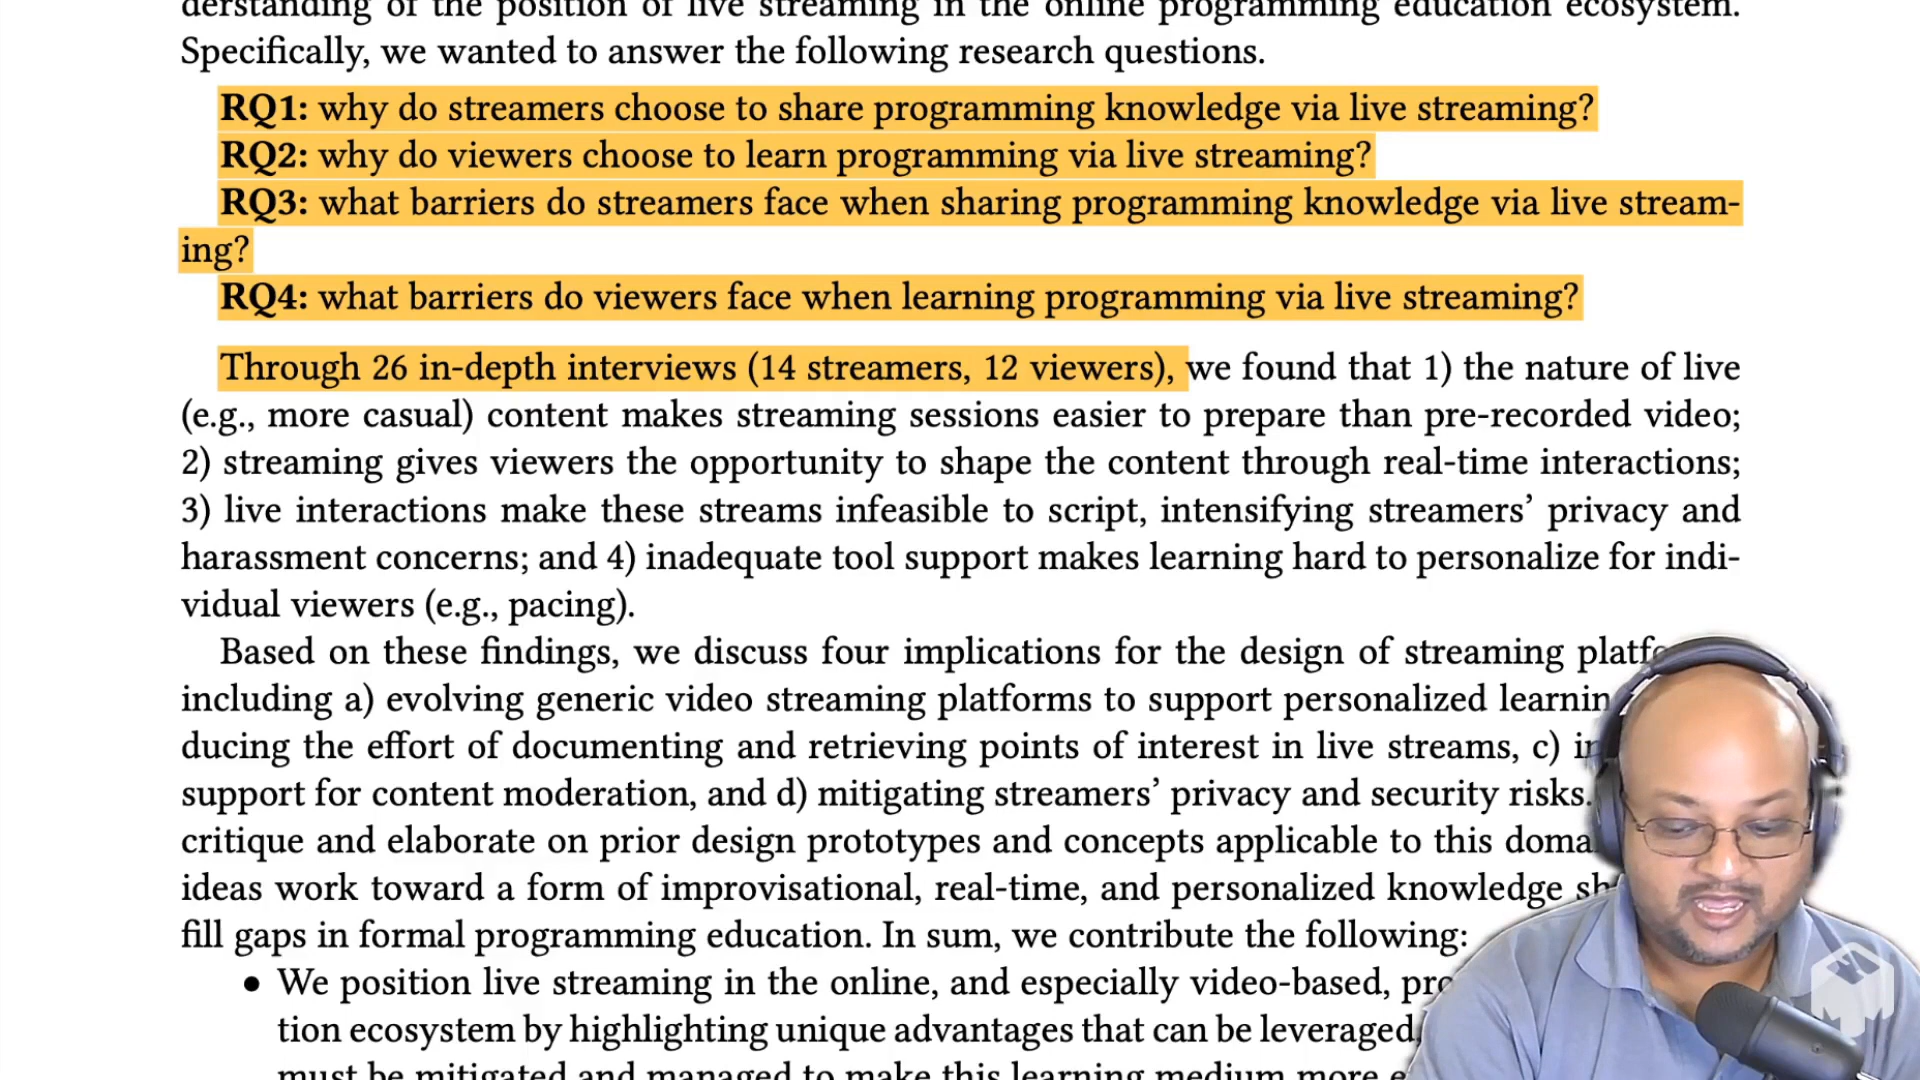 derstanding of the position of live streaming in the online programming education ecosystem.
Specifically, we wanted to answer the following research questions.
RQ1: why do streamers choose to share programming knowledge via live streaming?
RQ2: why do viewers choose to learn programming via live streaming?
RQ3: what barriers do streamers face when sharing programming knowledge via live stream-
ing?
RQ4: what barriers do viewers face when learning programming via live streaming?
Through 26 in-depth interviews (14 streamers, 12 viewers), we found that 1) the nature of live
(e.g., more casual) content makes streaming sessions easier to prepare than pre-recorded video;
2) streaming gives viewers the opportunity to shape the content through real-time interactions;
3) live interactions make these streams infeasible to script, intensifying streamers’ privacy and
harassment concerns; and 4) inadequate tool support makes learning hard to personalize for indi-
vidual viewers (e.g., pacing).
Based on these findings, we discuss four implications for the design of streaming
including a) evolving generic video streaming platforms to support personalized
ducing the effort of documenting and retrieving points of interest in live streams, c)
support for content moderation, and d) mitigating streamers’ privacy and security risks.
critique and elaborate on prior design prototypes and concepts applicable to this
ideas work toward a form of improvisational, real-time, and personalized knowledge
fill gaps in formal programming education. In sum, we contribute the following:
• We position live streaming in the online, and especially video-based,
tion ecosystem by highlighting unique advantages that can be leveraged
must be mitigated and managed to make this learning medium more